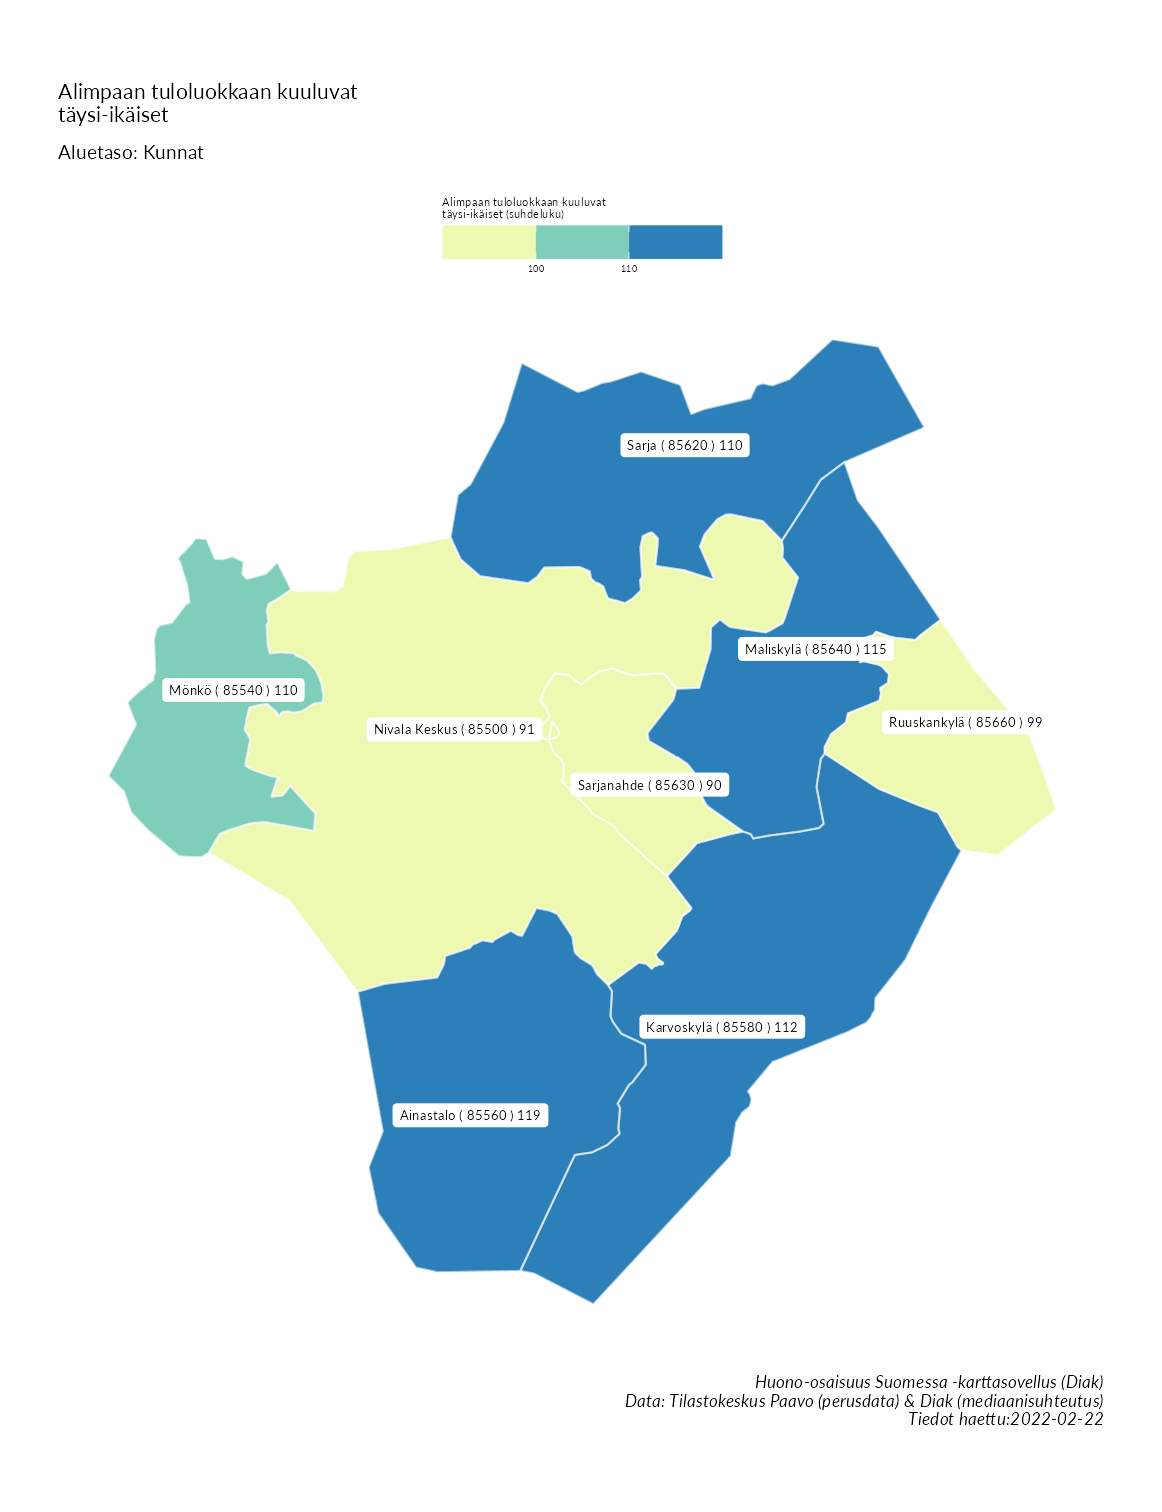 Alimpaan tuloluokkaan kuuluvat
täysi-ikäiset
Aluetaso: Kunnat
Alimpaan tuloluokkaan kuuluvat
täysi-ikäiset (suhdeluku)
100
110
Sarja ( 85620 ) 110
Maliskylä ( 85640 ) 115
Mönkö ( 85540 ) 110
Ruuskankylä ( 85660 ) 99
Nivala Keskus ( 85500 ) 91
Sarjanahde ( 85630 ) 90
Karvoskylä ( 85580 ) 112
Ainastalo ( 85560 ) 119
Huono-osaisuus Suomessa -karttasovellus (Diak)
Data: Tilastokeskus Paavo (perusdata) & Diak (mediaanisuhteutus)
Tiedot haettu:2022-02-22